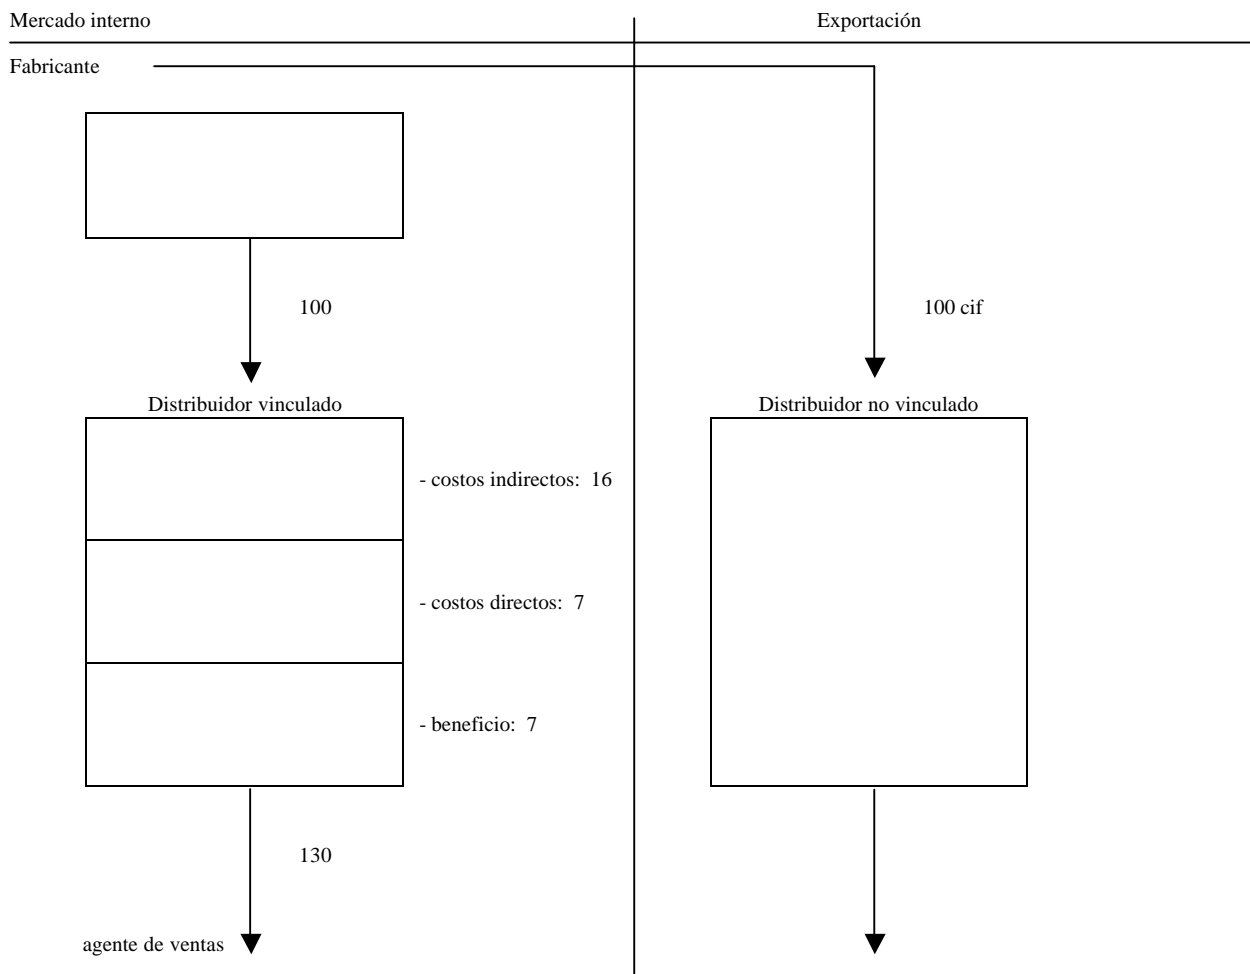 Mercado interno
Exportación
Fabricante
100
100 cif
Distribuidor vinculado
Distribuidor no vinculado
- costos indirectos: 16
- costos directos: 7
- beneficio: 7
130
agente de ventas